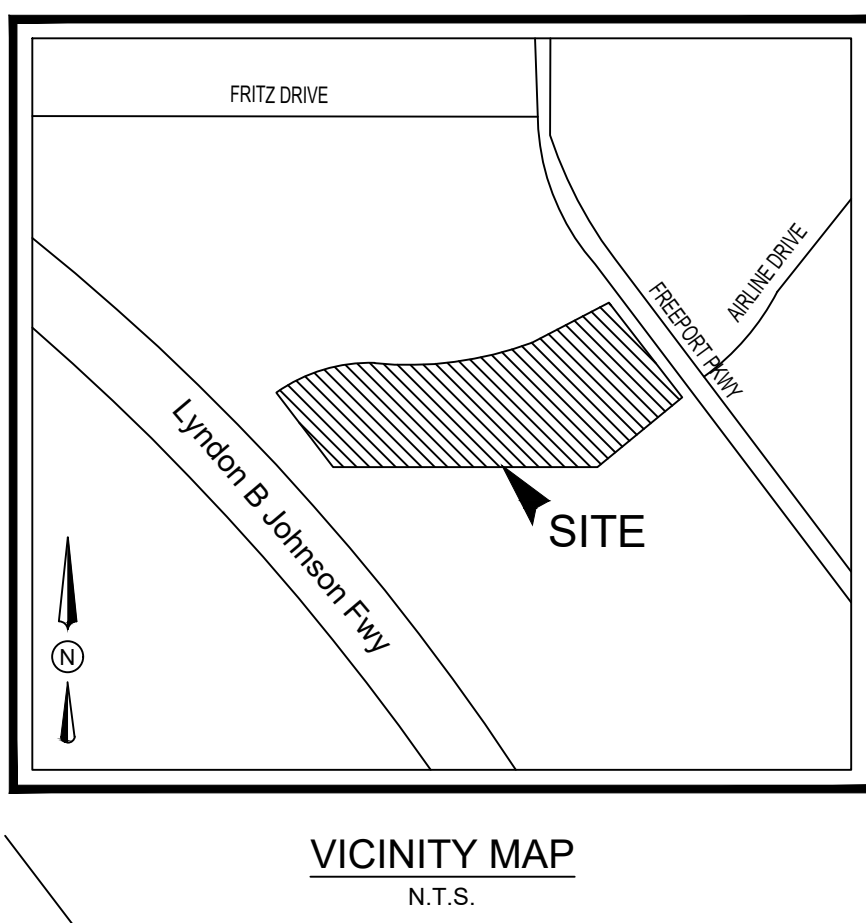 FRITZ DRIVE
AIRLINE DRIVE
FREEPORT PKWY
Lyndon B Johnson Fwy
SITE
N
VICINITY MAP
N.T.S.